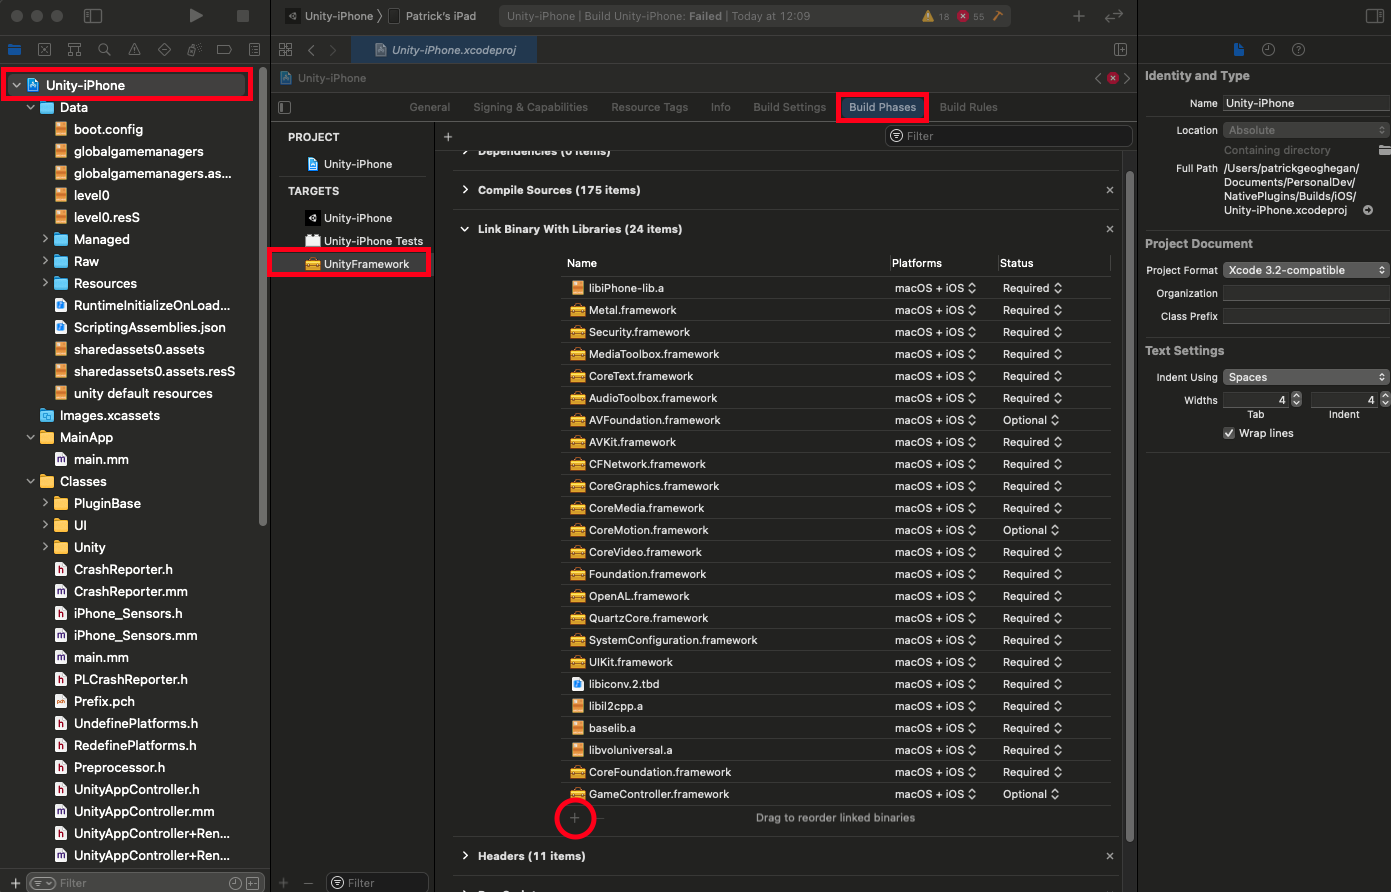 Unity-iPhone
Patrick's iPad
Unity-iPhone | Build Unity-iPhone: Failed | Today at 12:09
18
55
Unity-iPhone.xcodeproj
Unity-iPhone
General
Signing & Capabilities
Resource Tags
Info
Build Settings
Build Phases
Build Rules
Filter
Unity-iPhone
Data
boot.config
globalgamemanagers
globalgamemanagers.as...
level0
level0.resS
Managed
Raw
Resources
RuntimeInitializeOnLoad...
ScriptingAssemblies.json
sharedassets0.assets
sharedassets0.assets.resS
unity default resources
Images.xcassets
MainApp
main.mm
Classes
PluginBase
UI
Unity
CrashReporter.h
CrashReporter.mm
iPhone_Sensors.h
iPhone_Sensors.mm
main.mm
PLCrashReporter.h
Prefix.pch
UndefinePlatforms.h
RedefinePlatforms.h
Preprocessor.h
UnityAppController.h
UnityAppController.mm
UnityAppController+Ren...
UnityAppController+Ren...
Filter
PROJECT
Unity-iPhone
TARGETS
Unity-iPhone
Unity-iPhone Tests
UnityFramework
Filter
Dependencies (0 items)
Compile Sources (175 items)
Link Binary With Libraries (24 items)
Name Platforms Status
libiPhone-lib.a macOS + iOS Required
Metal.framework macOS + iOS Required
Security.framework macOS + iOS Required
MediaToolbox.framework macOS + iOS Required
CoreText.framework macOS + iOS Required
AudioToolbox.framework macOS + iOS Required
AVFoundation.framework macOS + iOS Optional
AVKit.framework macOS + iOS Required
CFNetwork.framework macOS + iOS Required
CoreGraphics.framework macOS + iOS Required
CoreMedia.framework macOS + iOS Required
CoreMotion.framework macOS + iOS Optional
CoreVideo.framework macOS + iOS Required
Foundation.framework macOS + iOS Required
OpenAL.framework macOS + iOS Required
QuartzCore.framework macOS + iOS Required
SystemConfiguration.framework macOS + iOS Required
UIKit.framework macOS + iOS Required
libiconv.2.tbd macOS + iOS Required
libil2cpp.a macOS + iOS Required
baselib.a macOS + iOS Required
libvoluniversal.a macOS + iOS Required
CoreFoundation.framework macOS + iOS Required
GameController.framework macOS + iOS Optional
Drag to reorder linked binaries
Headers (11 items)
Identity and Type
Name Unity-iPhone
Location Absolute
Containing directory
Full Path /Users/patrickgeoghegan/
Documents/PersonalDev/
NativePlugins/Builds/iOS/
Unity-iPhone.xcodeproj
Project Document
Project Format Xcode 3.2-compatible
Organization
Class Prefix
Text Settings
Indent Using Spaces
Widths 4 4
Tab Indent
Wrap lines